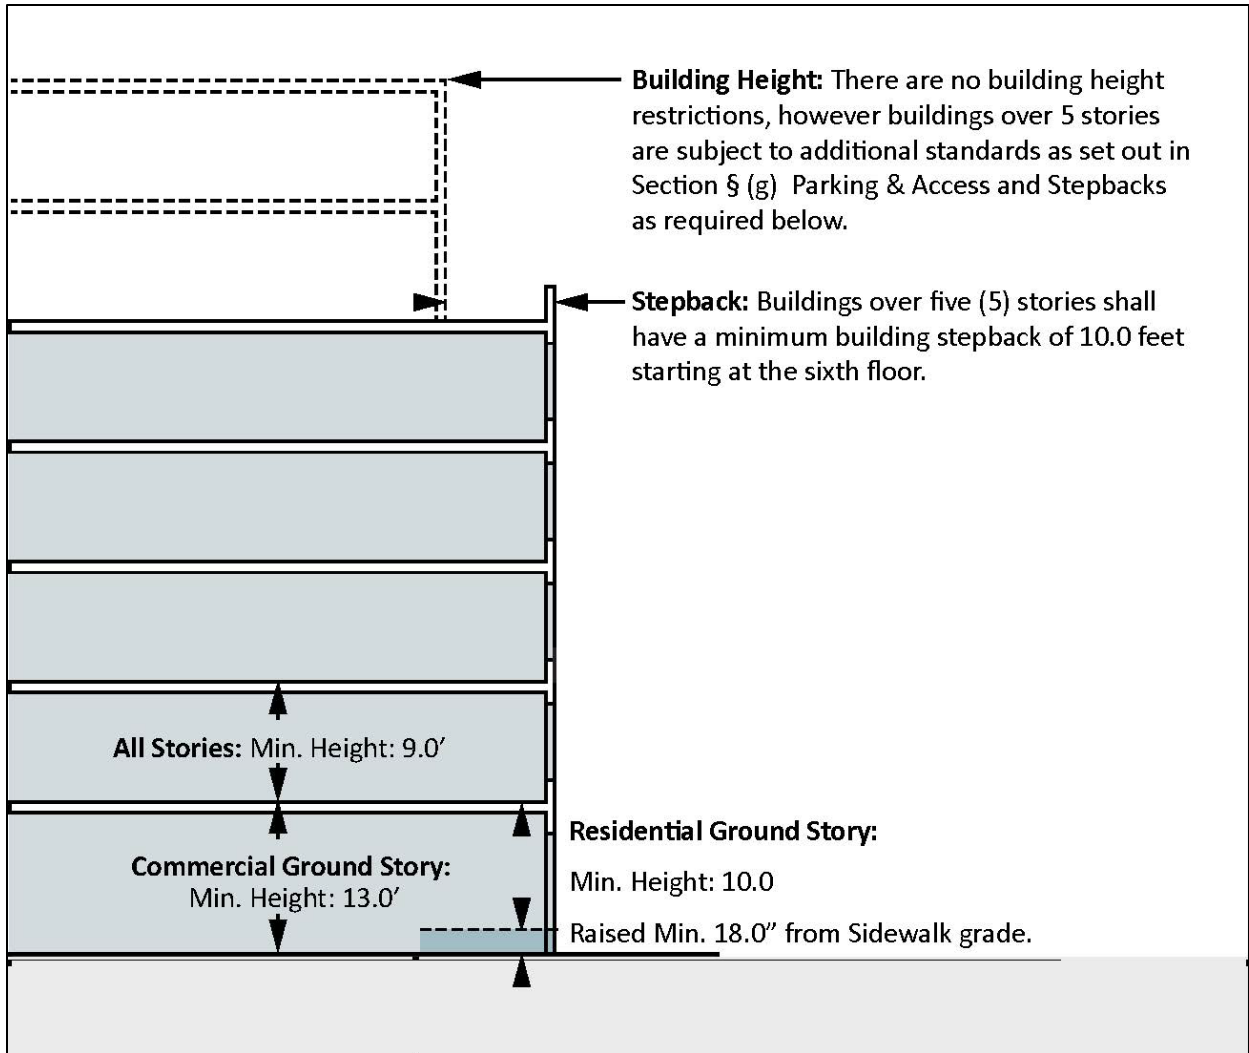 Building Height: There are no building height
restrictions, however buildings over 5 stories
are subject to additional standards as set out in
Section § (g)  Parking & Access and Stepbacks
as required below.
Stepback: Buildings over five (5) stories shall
have a minimum building stepback of 10.0 feet
starting at the sixth floor.
All Stories: Min. Height: 9.0′
Commercial Ground Story:
Min. Height: 13.0′
Residential Ground Story:
Min. Height: 10.0
Raised Min. 18.0” from Sidewalk grade.